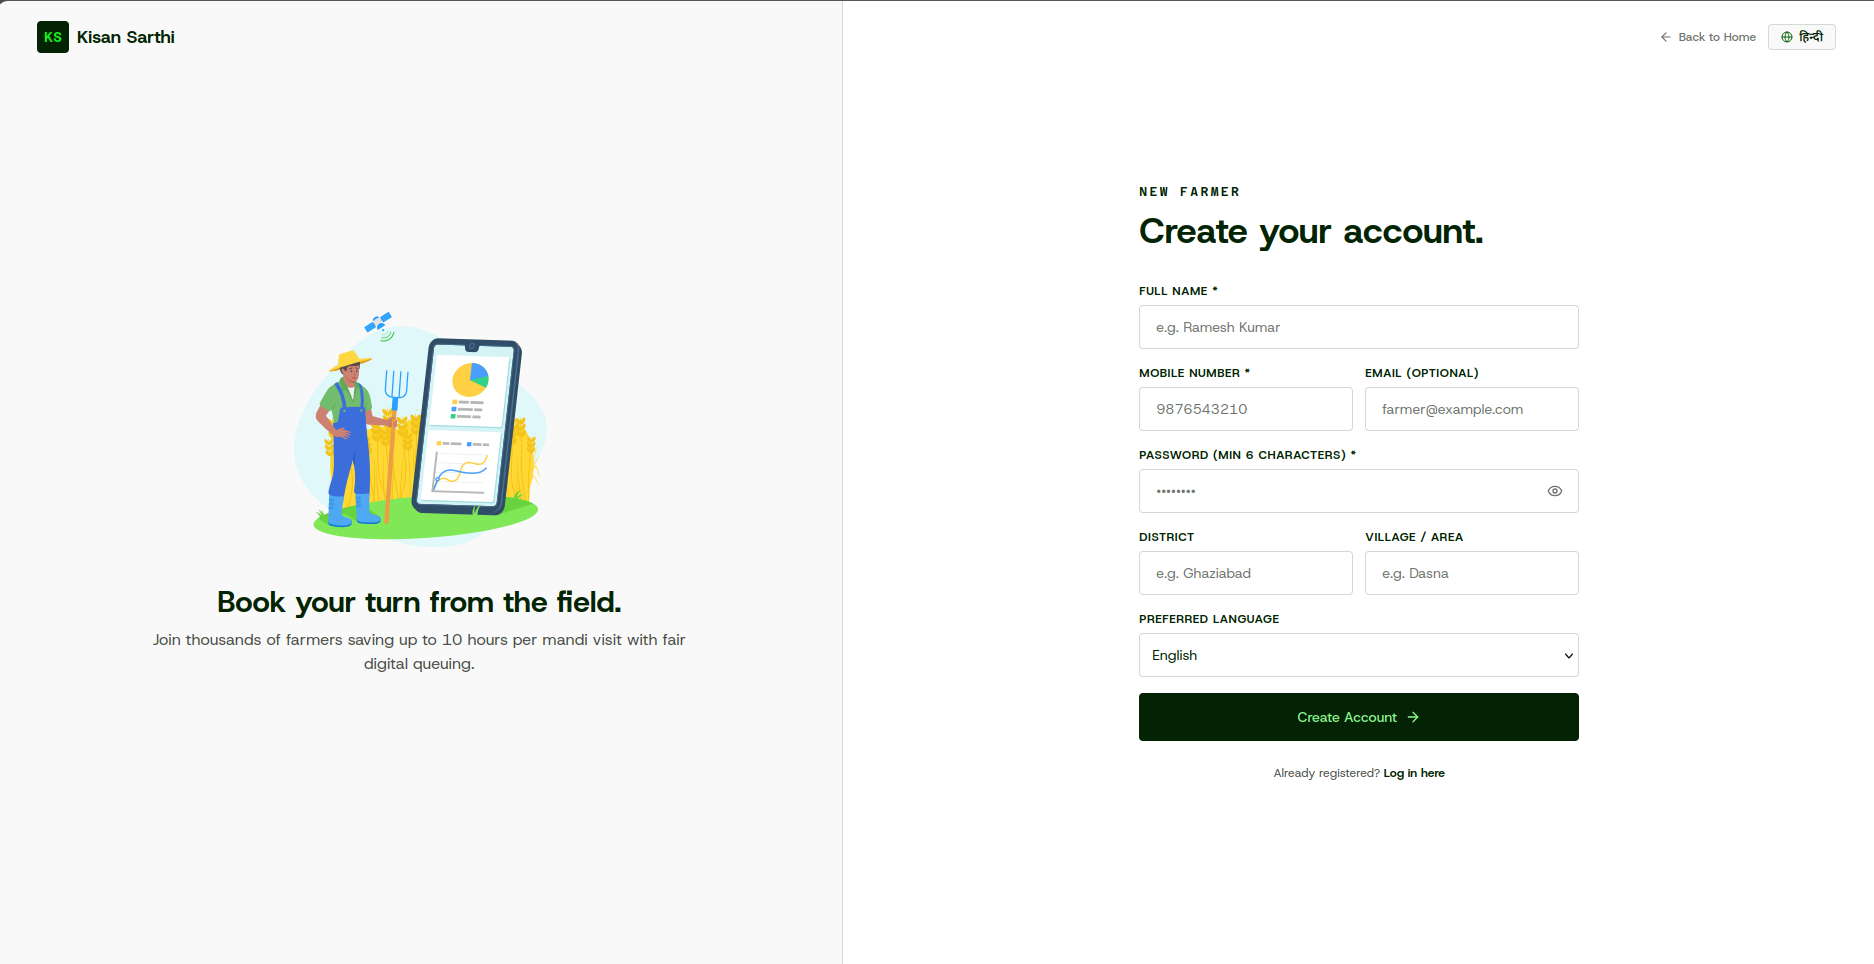 KS Kisan Sarthi
Back to Home
हिन्दी
Book your turn from the field.
Join thousands of farmers saving up to 10 hours per mandi visit with fair
digital queuing.
NEW FARMER
Create your account.
FULL NAME *
e.g. Ramesh Kumar
MOBILE NUMBER *
9876543210
EMAIL (OPTIONAL)
farmer@example.com
PASSWORD (MIN 6 CHARACTERS) *
••••••••
DISTRICT
e.g. Ghaziabad
VILLAGE / AREA
e.g. Dasna
PREFERRED LANGUAGE
English
Create Account
Already registered? Log in here